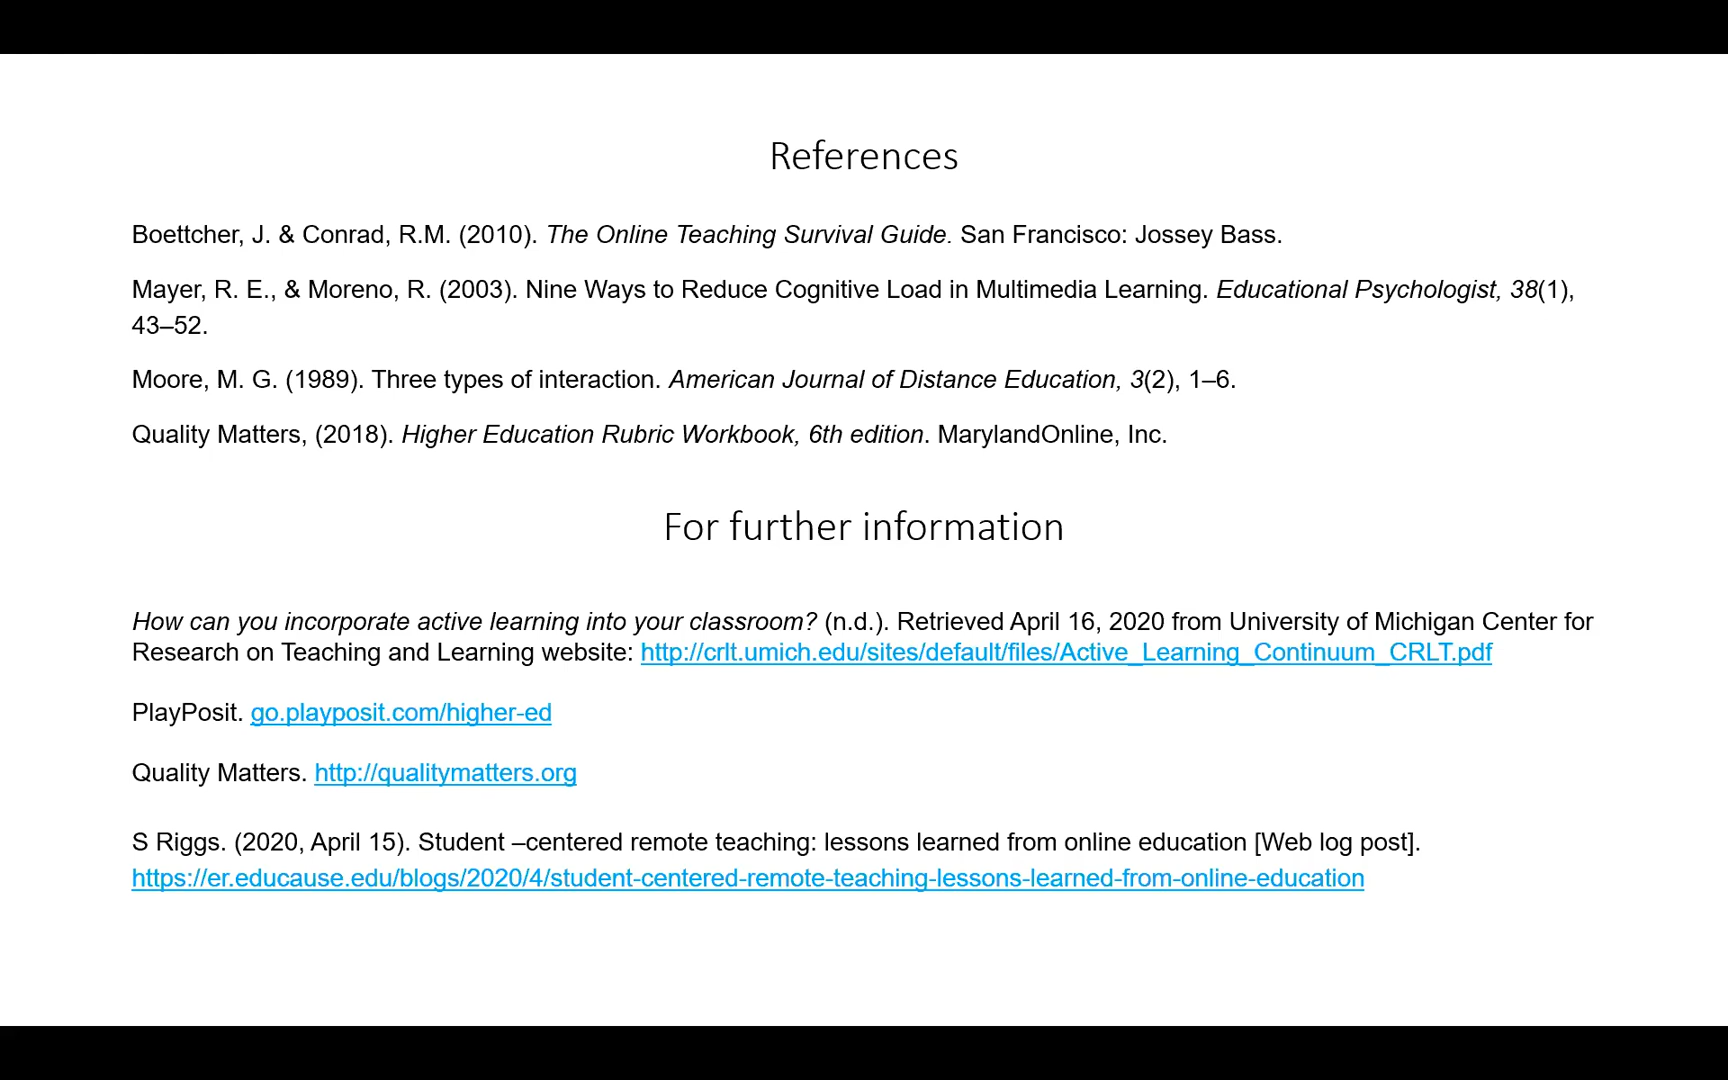 References
Boettcher, J. & Conrad, R.M. (2010). The Online Teaching Survival Guide. San Francisco: Jossey Bass.
Mayer, R. E., & Moreno, R. (2003). Nine Ways to Reduce Cognitive Load in Multimedia Learning. Educational Psychologist, 38(1),
43–52.
Moore, M. G. (1989). Three types of interaction. American Journal of Distance Education, 3(2), 1–6.
Quality Matters, (2018). Higher Education Rubric Workbook, 6th edition. MarylandOnline, Inc.
For further information
How can you incorporate active learning into your classroom? (n.d.). Retrieved April 16, 2020 from University of Michigan Center for
Research on Teaching and Learning website: http://crlt.umich.edu/sites/default/files/Active_Learning_Continuum_CRLT.pdf
PlayPosit. go.playposit.com/higher-ed
Quality Matters. http://qualitymatters.org
S Riggs. (2020, April 15). Student –centered remote teaching: lessons learned from online education [Web log post].
https://er.educause.edu/blogs/2020/4/student-centered-remote-teaching-lessons-learned-from-online-education